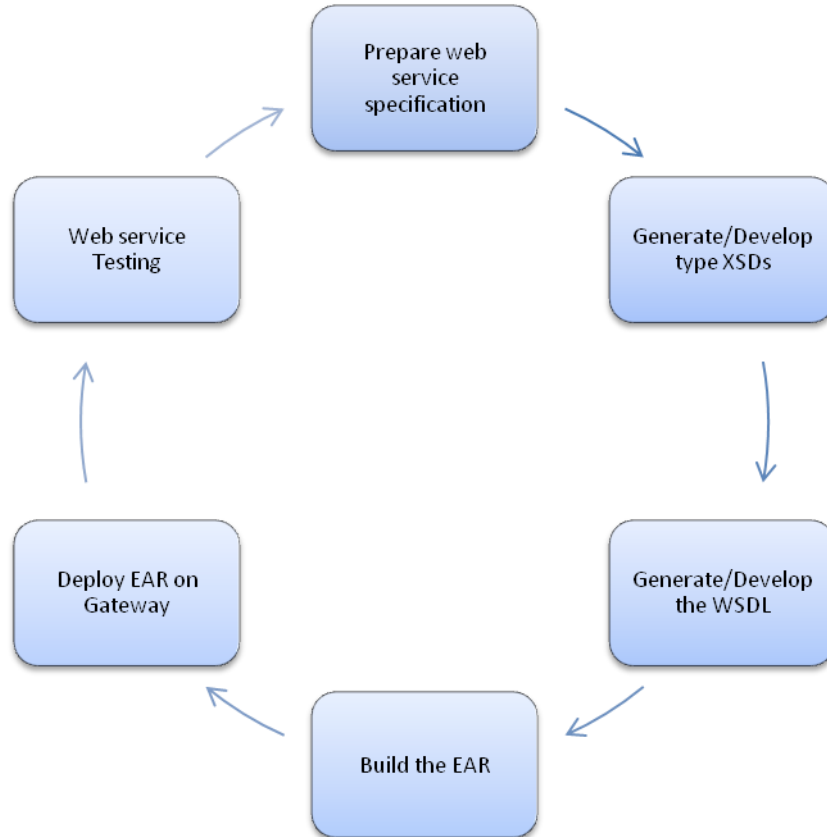 Prepare web
service
specification
Generate/Develop
type XSDs
Generate/Develop
the WSDL
Build the EAR
Deploy EAR on
Gateway
Web service
Testing